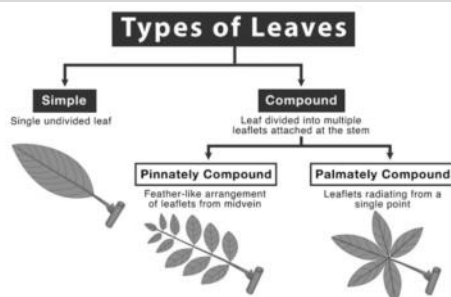 Types of Leaves
Simple
Single undivided leaf
Compound
Leaf divided into multiple
leaflets attached at the stem
Pinnately Compound
Feather-like arrangement
of leaflets from midvein
Palmately Compound
Leaflets radiating from a
single point